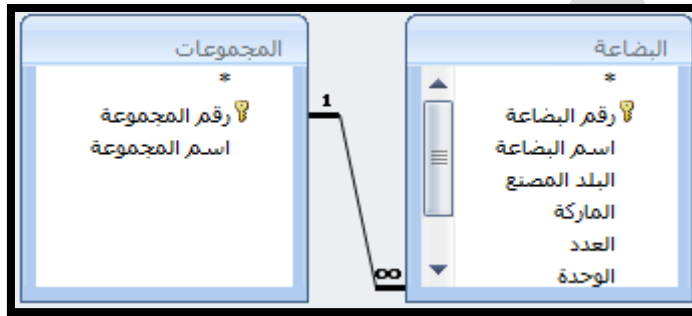 البضاعة
*
رقم البضاعة
اسم البضاعة
البلد المصنع
الماركة
العدد
الوحدة
المجموعات
*
رقم المجموعة
اسم المجموعة
1
∞